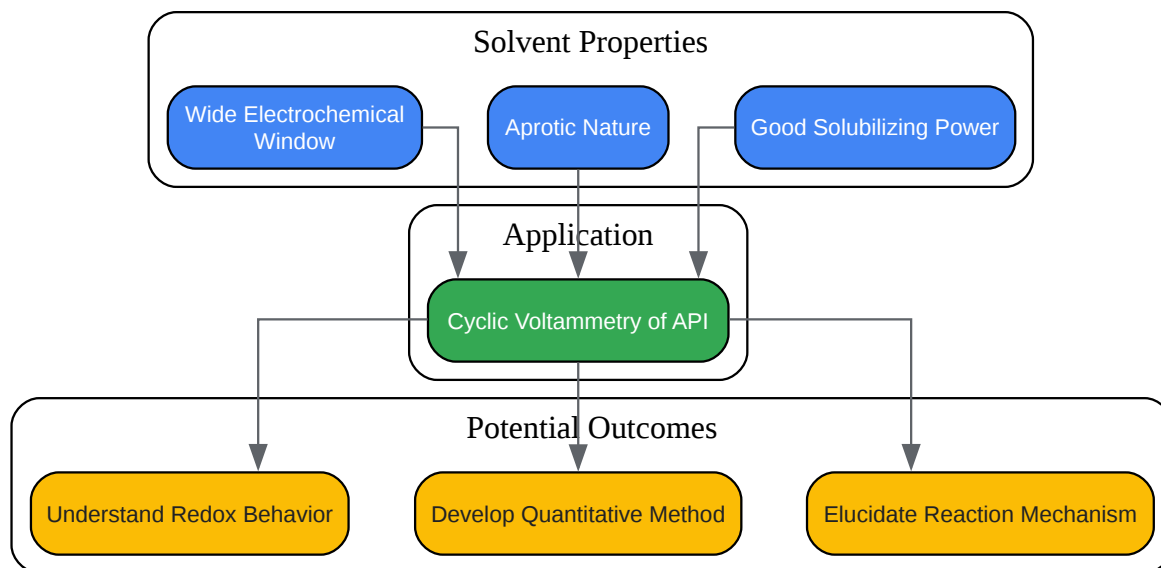 Solvent Properties
Wide Electrochemical
Window
Aprotic Nature
Good Solubilizing Power
Application
Cyclic Voltammetry of API
Potential Outcomes
Understand Redox Behavior
Develop Quantitative Method
Elucidate Reaction Mechanism